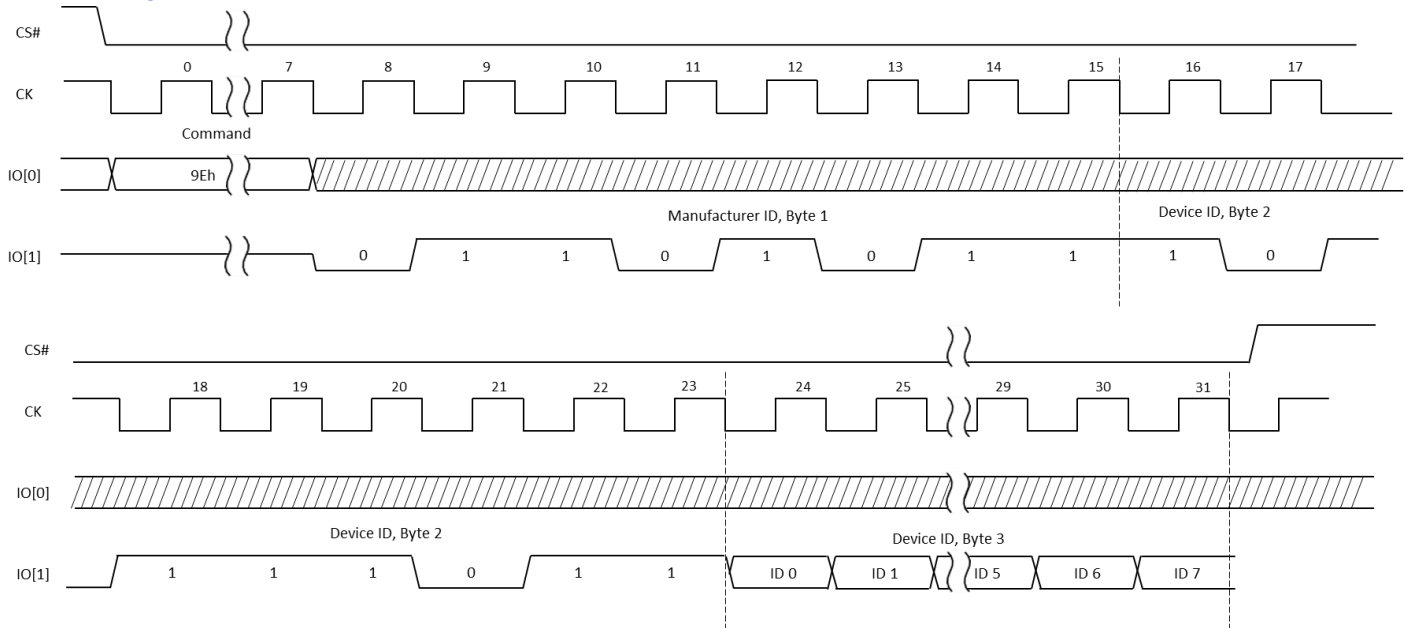 CS#
0 7 8 9 10 11 12 13 14 15 16 17
CK
Command
IO[0] 9Eh
Manufacturer ID, Byte 1 Device ID, Byte 2
IO[1] 0 1 1 0 1 0 1 1 1 0
CS#
18 19 20 21 22 23 24 25 29 30 31
CK
IO[0]
Device ID, Byte 2 Device ID, Byte 3
IO[1] 1 1 1 0 1 1 ID 0 ID 1 ID 5 ID 6 ID 7